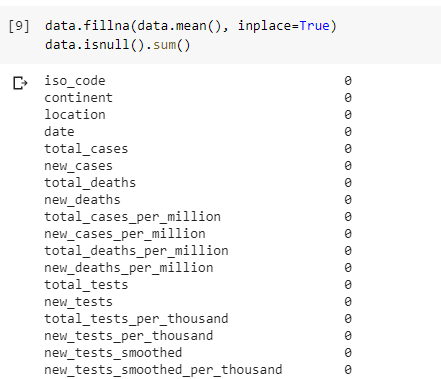 [9] data.fillna(data.mean(), inplace=True)
data.isnull().sum()
iso_code 0
continent 0
location 0
date 0
total_cases 0
new_cases 0
total_deaths 0
new_deaths 0
total_cases_per_million 0
new_cases_per_million 0
total_deaths_per_million 0
new_deaths_per_million 0
total_tests 0
new_tests 0
total_tests_per_thousand 0
new_tests_per_thousand 0
new_tests_smoothed 0
new_tests_smoothed_per_thousand 0